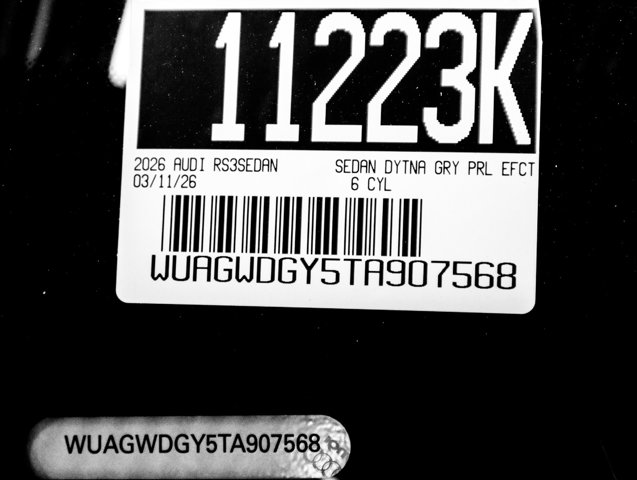 11223K
2026 AUDI RS3SEDAN SEDAN DYTNA GRY PRL EFCT
03/11/26 6 CYL
WUAGWDGY5TA907568
WUAGWDGY5TA907568